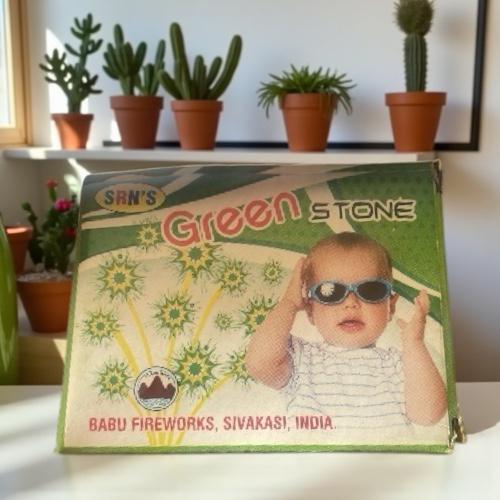 SRN'S
Green STONE
BABU FIREWORKS, SIVAKASI, INDIA.